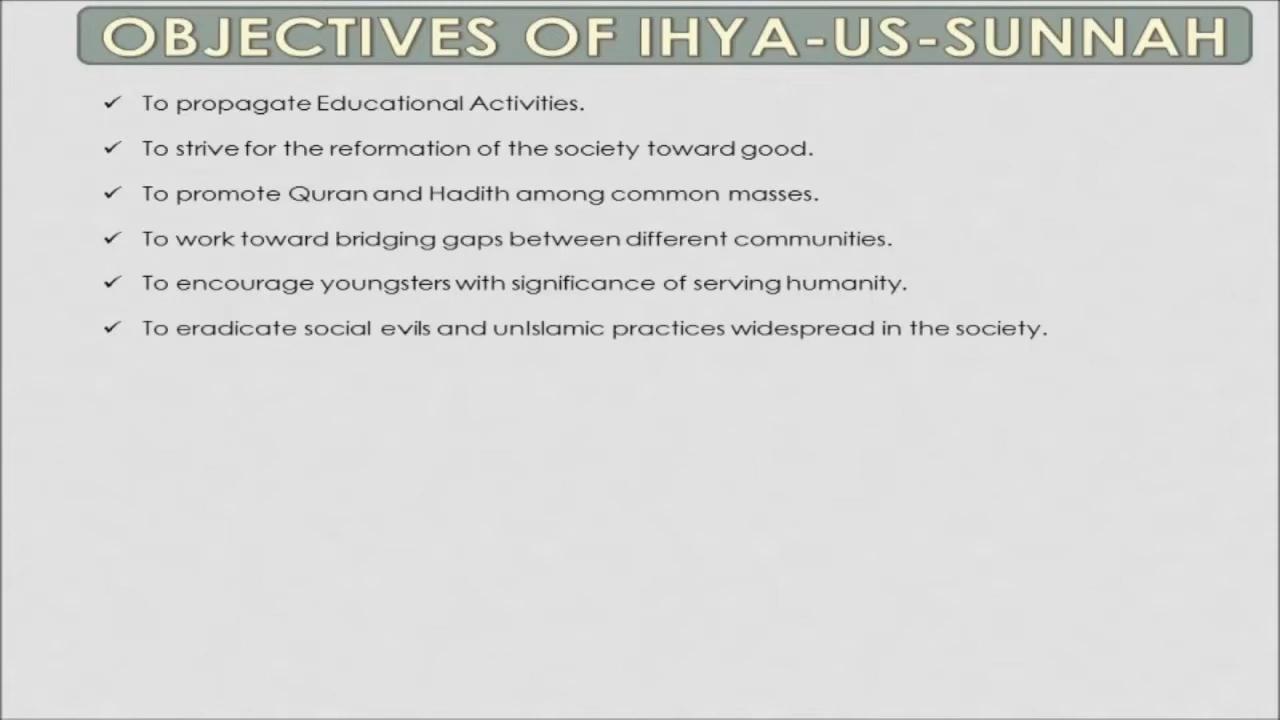 OBJECTIVES OF IHYA-US-SUNNAH
✓ To propagate Educational Activities.
✓ To strive for the reformation of the society toward good.
✓ To promote Quran and Hadith among common masses.
✓ To work toward bridging gaps between different communities.
✓ To encourage youngsters with significance of serving humanity.
✓ To eradicate social evils and unIslamic practices widespread in the society.